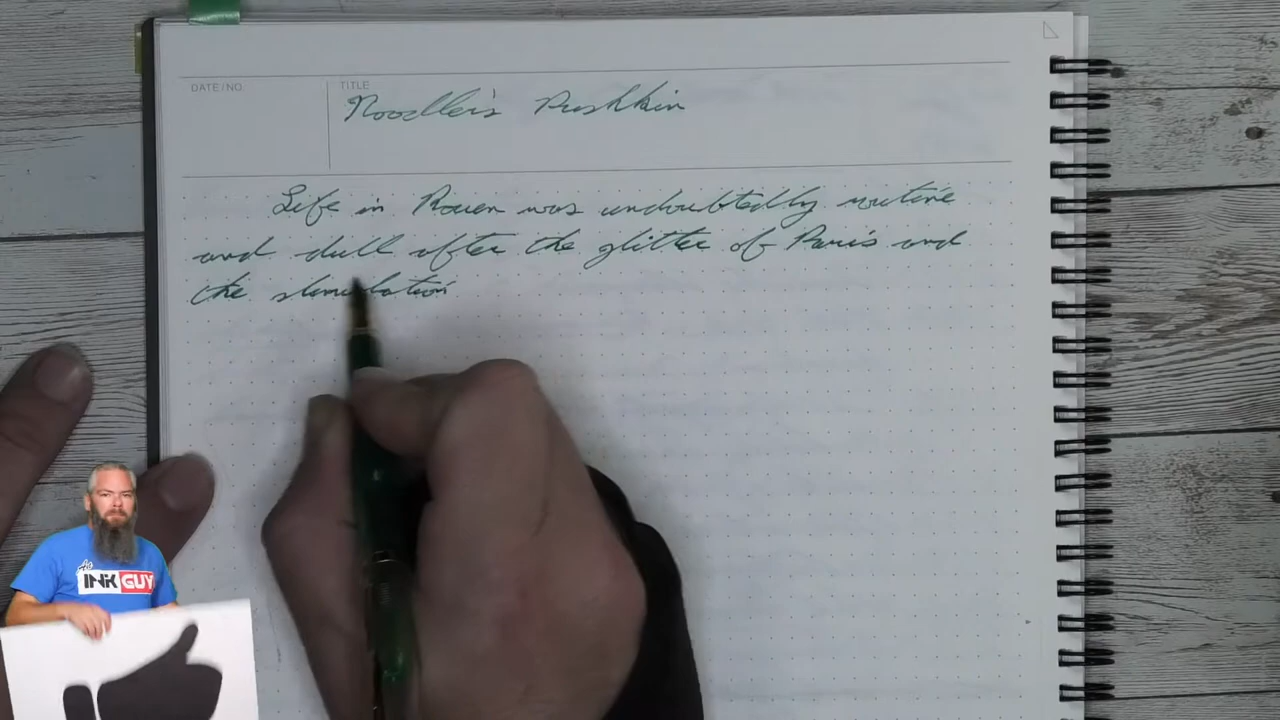 DATE/NO.
TITLE
Noodler's Pushkin
Life in Rouen was undoubtedly routine
and dull after the glitter of Paris and
the stimulation
As
INK GUY